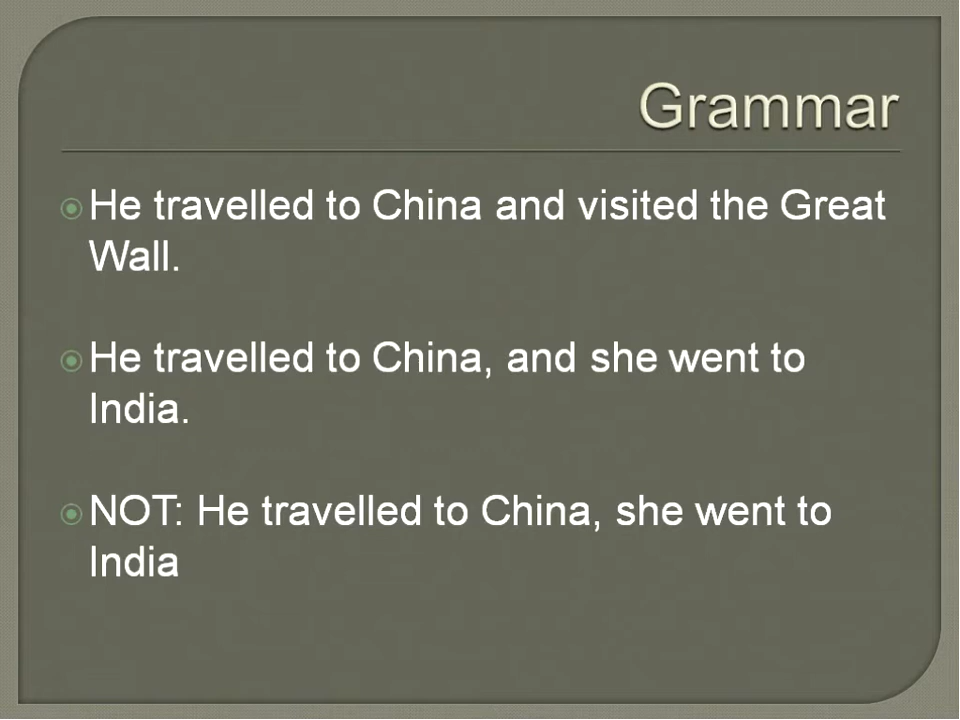 Grammar
He travelled to China and visited the Great
Wall.
He travelled to China, and she went to
India.
NOT: He travelled to China, she went to
India